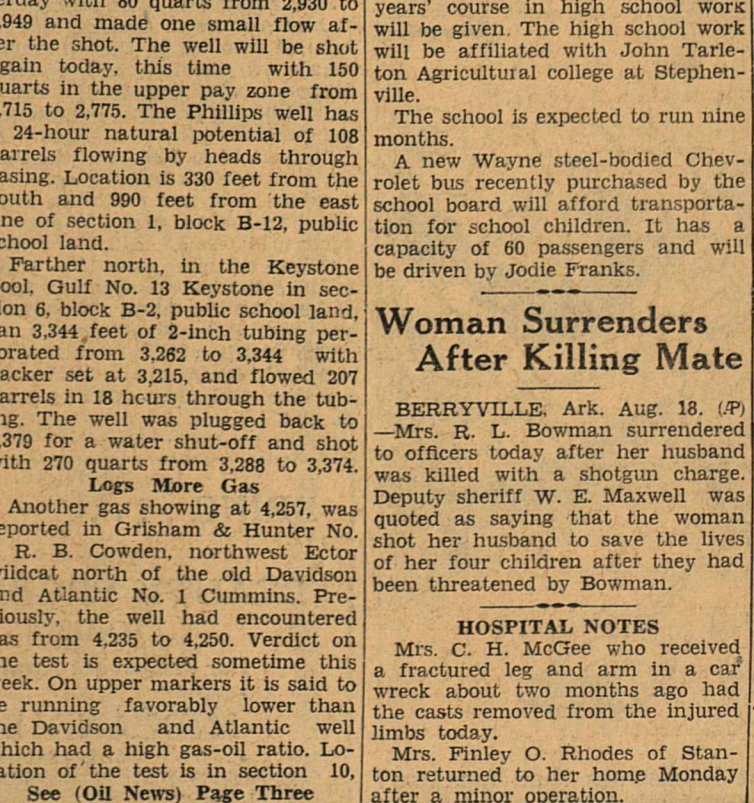 with 80 quarts from 2,930 to
,949 and made one small flow af-
er the shot. The well will be shot
gain today, this time with 150
uarts in the upper pay zone from
,715 to 2,775. The Phillips well has
24-hour natural potential of 108
arrels flowing by heads through
asing. Location is 330 feet from the
outh and 990 feet from the east
ne of section 1, block B-12, public
chool land.
Farther north, in the Keystone
ool, Gulf No. 13 Keystone in sec-
ion 6, block B-2, public school land,
an 3,344 feet of 2-inch tubing per-
orated from 3,262 to 3,344 with
acker set at 3,215, and flowed 207
arrels in 18 hours through the tub-
ng. The well was plugged back to
,379 for a water shut-off and shot
ith 270 quarts from 3,288 to 3,374.
Logs More Gas
Another gas showing at 4,257, was
eported in Grisham & Hunter No.
R. B. Cowden, northwest Ector
ildcat north of the old Davidson
nd Atlantic No. 1 Cummins. Pre-
iously, the well had encountered
as from 4,235 to 4,250. Verdict on
he test is expected sometime this
eek. On upper markers it is said to
e running favorably lower than
he Davidson and Atlantic well
hich had a high gas-oil ratio. Lo-
ation of the test is in section 10,
See (Oil News) Page Three
years' course in high school work
will be given. The high school work
will be affiliated with John Tarle-
ton Agricultural college at Stephen-
ville.
The school is expected to run nine
months.
A new Wayne steel-bodied Chev-
rolet bus recently purchased by the
school board will afford transporta-
tion for school children. It has a
capacity of 60 passengers and will
be driven by Jodie Franks.
Woman Surrenders
After Killing Mate
BERRYVILLE, Ark. Aug. 18. (AP)
—Mrs. R. L. Bowman surrendered
to officers today after her husband
was killed with a shotgun charge.
Deputy sheriff W. E. Maxwell was
quoted as saying that the woman
shot her husband to save the lives
of her four children after they had
been threatened by Bowman.
HOSPITAL NOTES
Mrs. C. H. McGee who received
a fractured leg and arm in a car
wreck about two months ago had
the casts removed from the injured
limbs today.
Mrs. Finley O. Rhodes of Stan-
ton returned to her home Monday
after a minor operation.